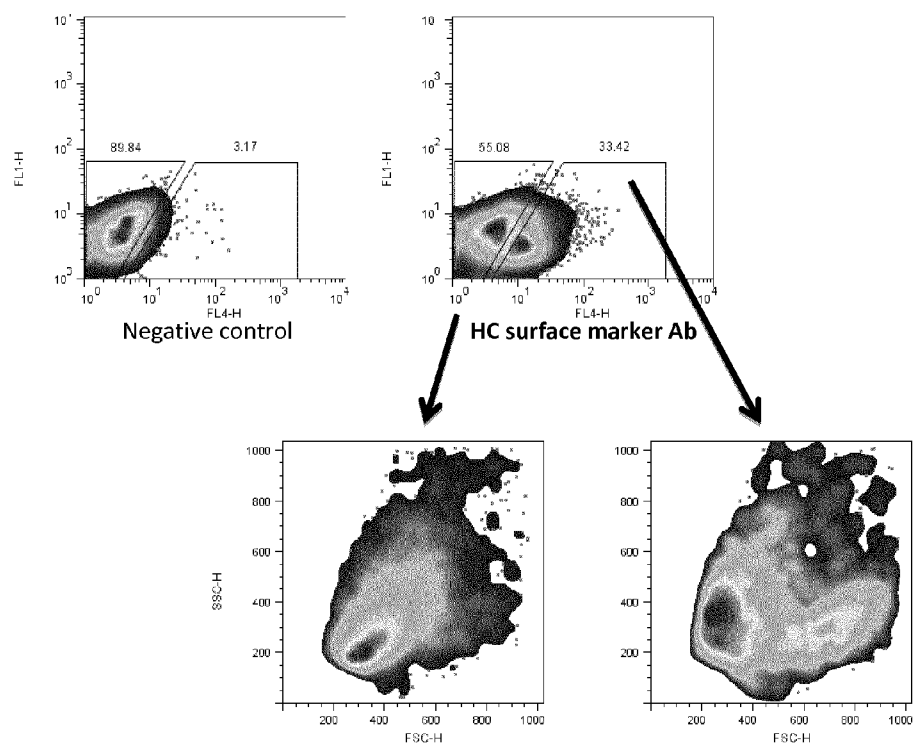 10⁴
10³
10²
10¹
10⁰
FL1-H
89.84
3.17
10⁰ 10¹ 10² 10³ 10⁴
FL4-H
Negative control
10⁴
10³
10²
10¹
10⁰
FL1-H
55.08
33.42
10⁰ 10¹ 10² 10³ 10⁴
FL4-H
HC surface marker Ab
1000
800
600
400
200
SSC-H
200 400 600 800 1000
FSC-H
1000
800
600
400
200
200 400 600 800 1000
FSC-H